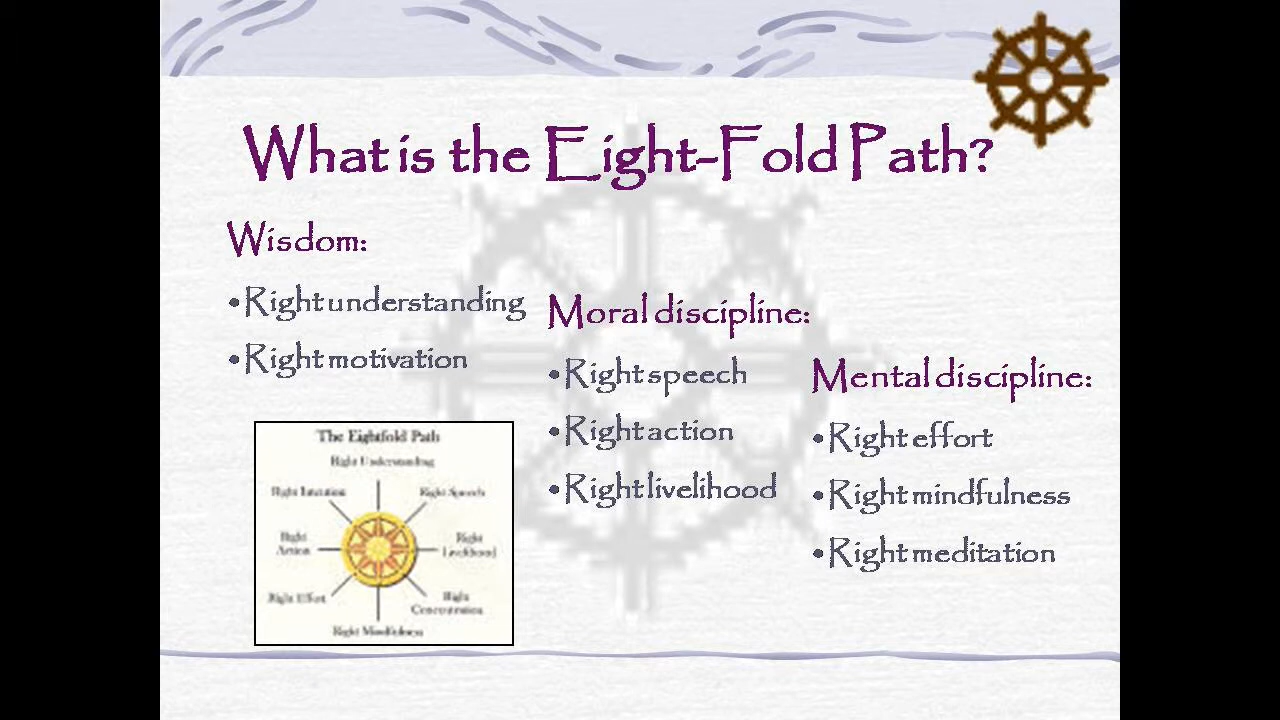 What is the Eight-Fold Path?
Wisdom:
• Right understanding
• Right motivation
Moral discipline:
• Right speech
• Right action
• Right livelihood
Mental discipline:
• Right effort
• Right mindfulness
• Right meditation
The Eightfold Path
Right Understanding
Right Intention
Right Speech
Right
Action
Right
Livelihood
Right Effort
Right
Concentration
Right Mindfulness